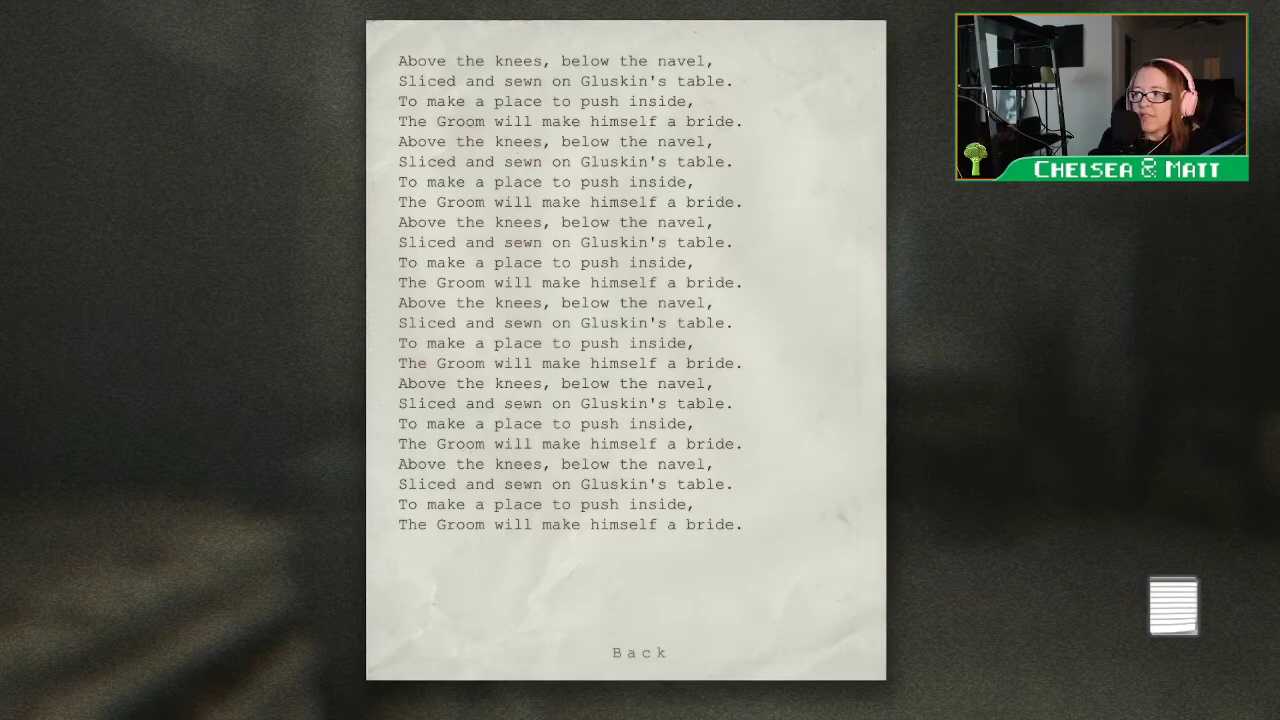 Above the knees, below the navel,
Sliced and sewn on Gluskin's table.
To make a place to push inside,
The Groom will make himself a bride.
Above the knees, below the navel,
Sliced and sewn on Gluskin's table.
To make a place to push inside,
The Groom will make himself a bride.
Above the knees, below the navel,
Sliced and sewn on Gluskin's table.
To make a place to push inside,
The Groom will make himself a bride.
Above the knees, below the navel,
Sliced and sewn on Gluskin's table.
To make a place to push inside,
The Groom will make himself a bride.
Above the knees, below the navel,
Sliced and sewn on Gluskin's table.
To make a place to push inside,
The Groom will make himself a bride.
Above the knees, below the navel,
Sliced and sewn on Gluskin's table.
To make a place to push inside,
The Groom will make himself a bride.
Back
Chelsea & Matt